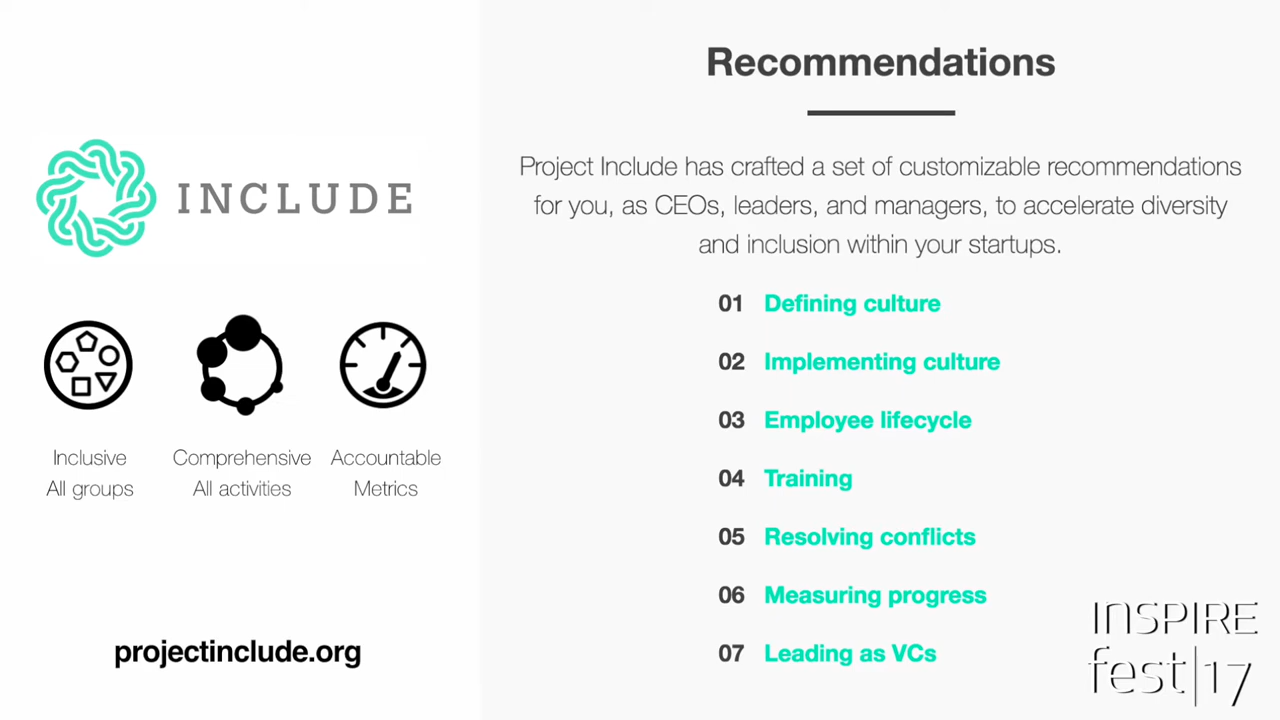 INCLUDE
Inclusive
All groups
Comprehensive
All activities
Accountable
Metrics
projectinclude.org
Recommendations
Project Include has crafted a set of customizable recommendations
for you, as CEOs, leaders, and managers, to accelerate diversity
and inclusion within your startups.
01 Defining culture
02 Implementing culture
03 Employee lifecycle
04 Training
05 Resolving conflicts
06 Measuring progress
07 Leading as VCs
INSPIRE
fest|17